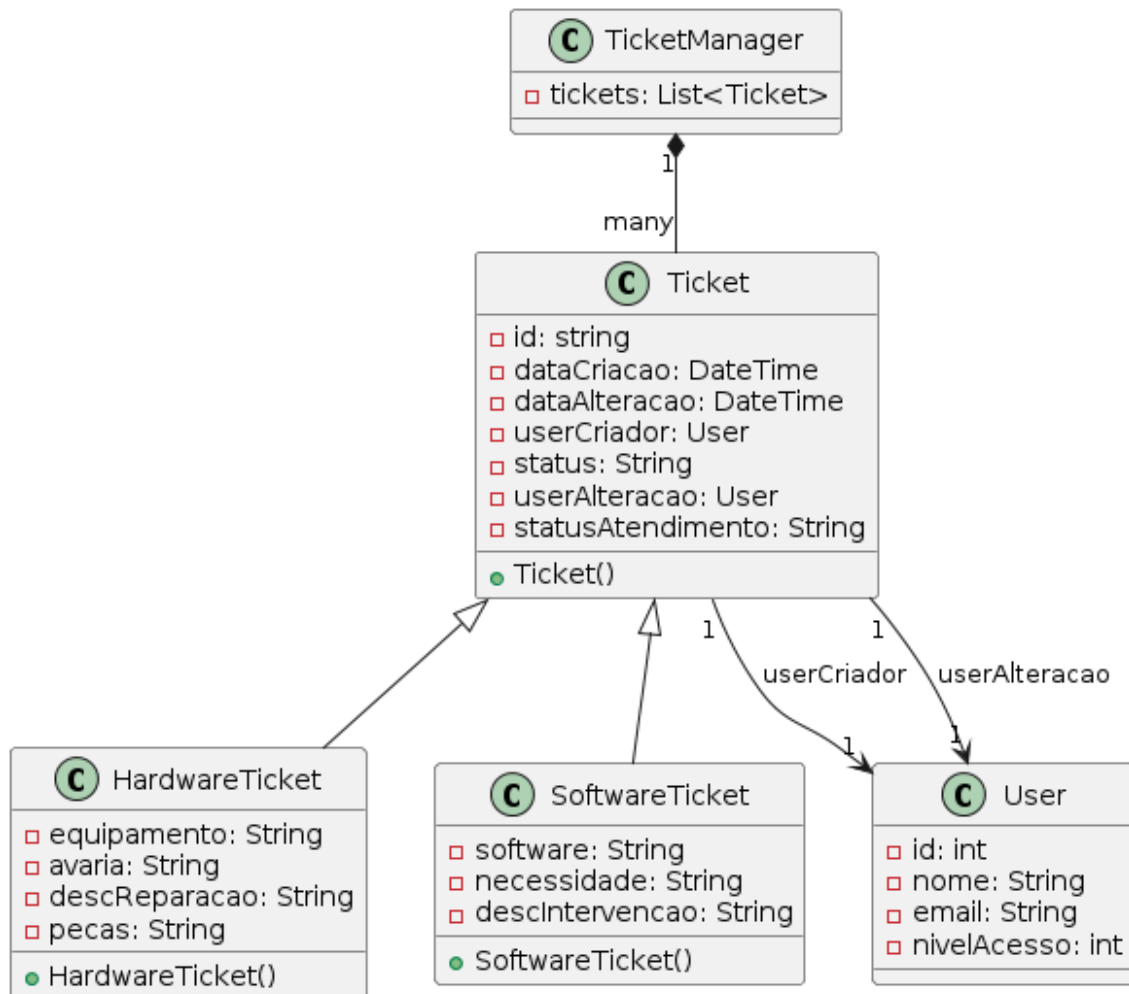 C TicketManager
tickets: List<Ticket>
1
many
C Ticket
id: string
dataCriacao: DateTime
dataAlteracao: DateTime
userCriador: User
status: String
userAlteracao: User
statusAtendimento: String
Ticket()
1
1
userCriador
userAlteracao
1
1
C HardwareTicket
equipamento: String
avaria: String
descReparacao: String
pecas: String
HardwareTicket()
C SoftwareTicket
software: String
necessidade: String
descIntervencao: String
SoftwareTicket()
C User
id: int
nome: String
email: String
nivelAcesso: int